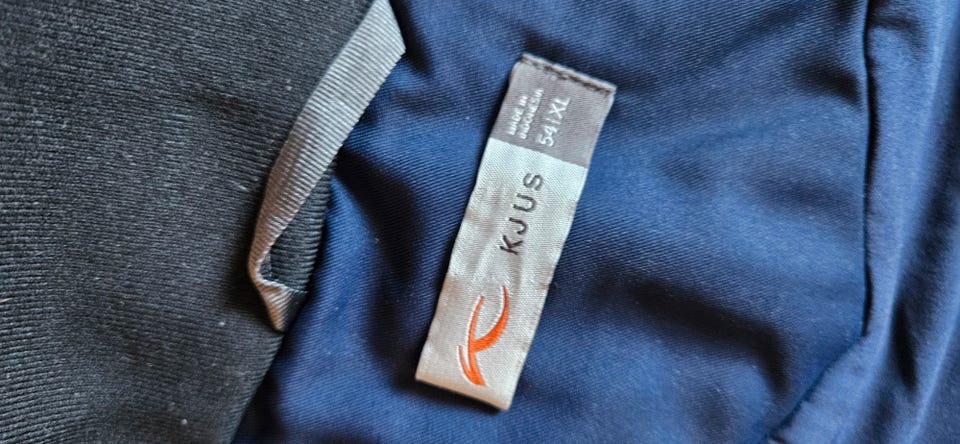 KJUS
MADE IN
INDONESIA
54 | XL